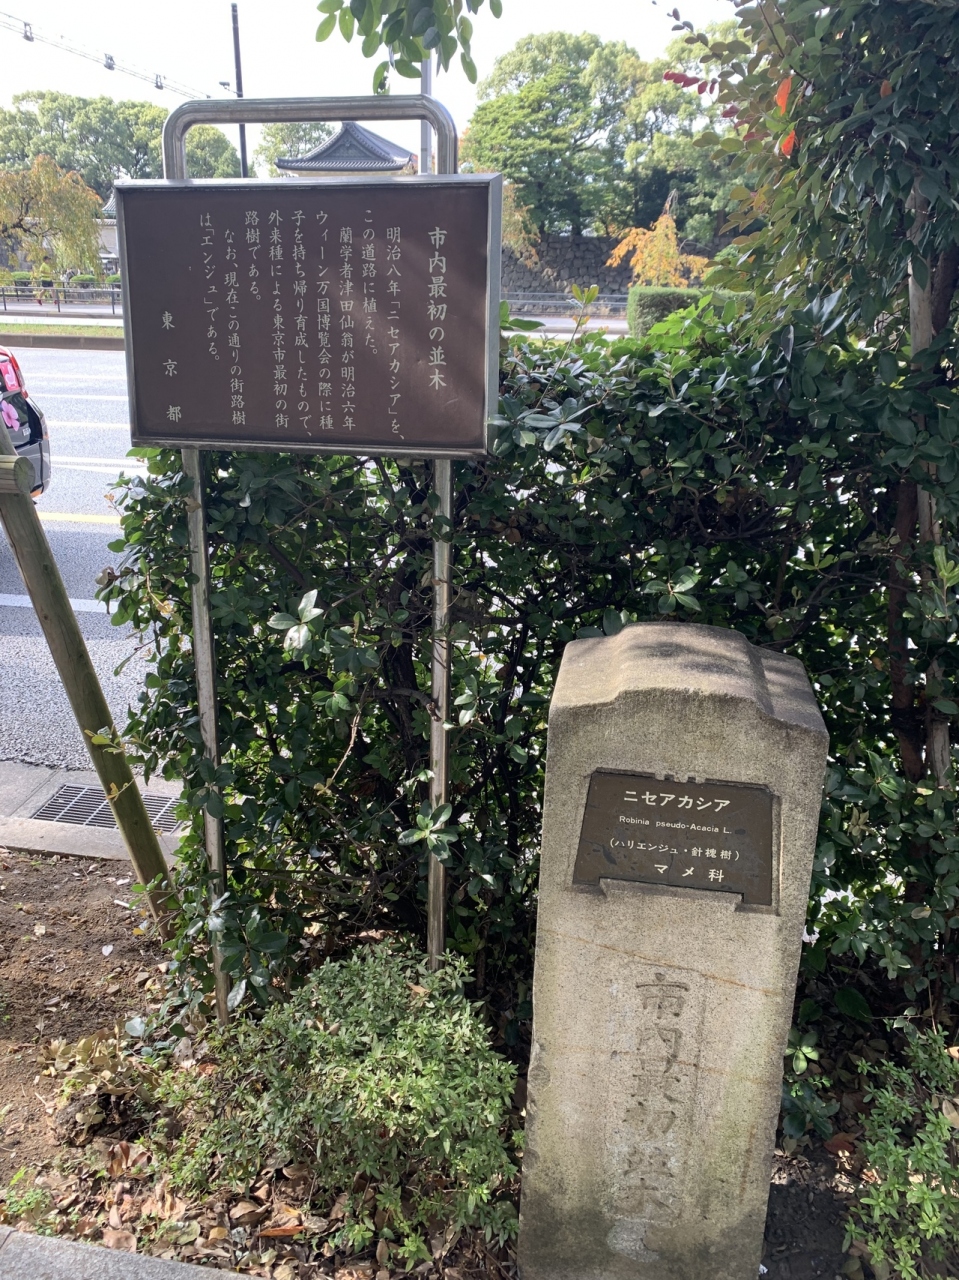 市内最初の並木
明治八年「ニセアカシア」を、
この道路に植えた。
蘭学者津田仙翁が明治六年
ウィーン万国博覧会の際に種
子を持ち帰り育成したもので、
外来種による東京市最初の街
路樹である。
なお、現在この通りの街路樹
は「エンジュ」である。
東京都
ニセアカシア
Robinia pseudo-Acacia L.
(ハリエンジュ・針槐樹)
マメ科
市内最初並木